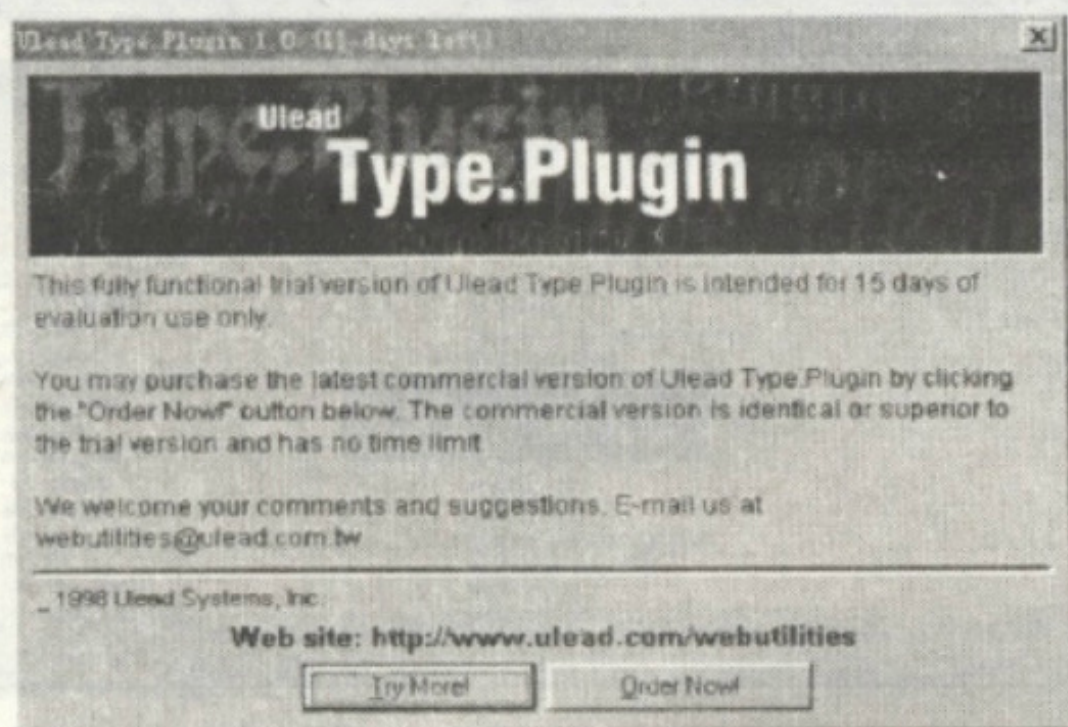 Ulead Type.Plugin 1.0 (11-days left)
Ulead
Type.Plugin
This fully functional trial version of Ulead Type.Plugin is intended for 15 days of
evaluation use only.
You may purchase the latest commercial version of Ulead Type.Plugin by clicking
the "Order Now!" button below. The commercial version is identical or superior to
the trial version and has no time limit
We welcome your comments and suggestions. E-mail us at
webutilities@ulead.com.tw
_ 1998 Ulead Systems, Inc.
Web site: http://www.ulead.com/webutilities
Try More!
Order Now!